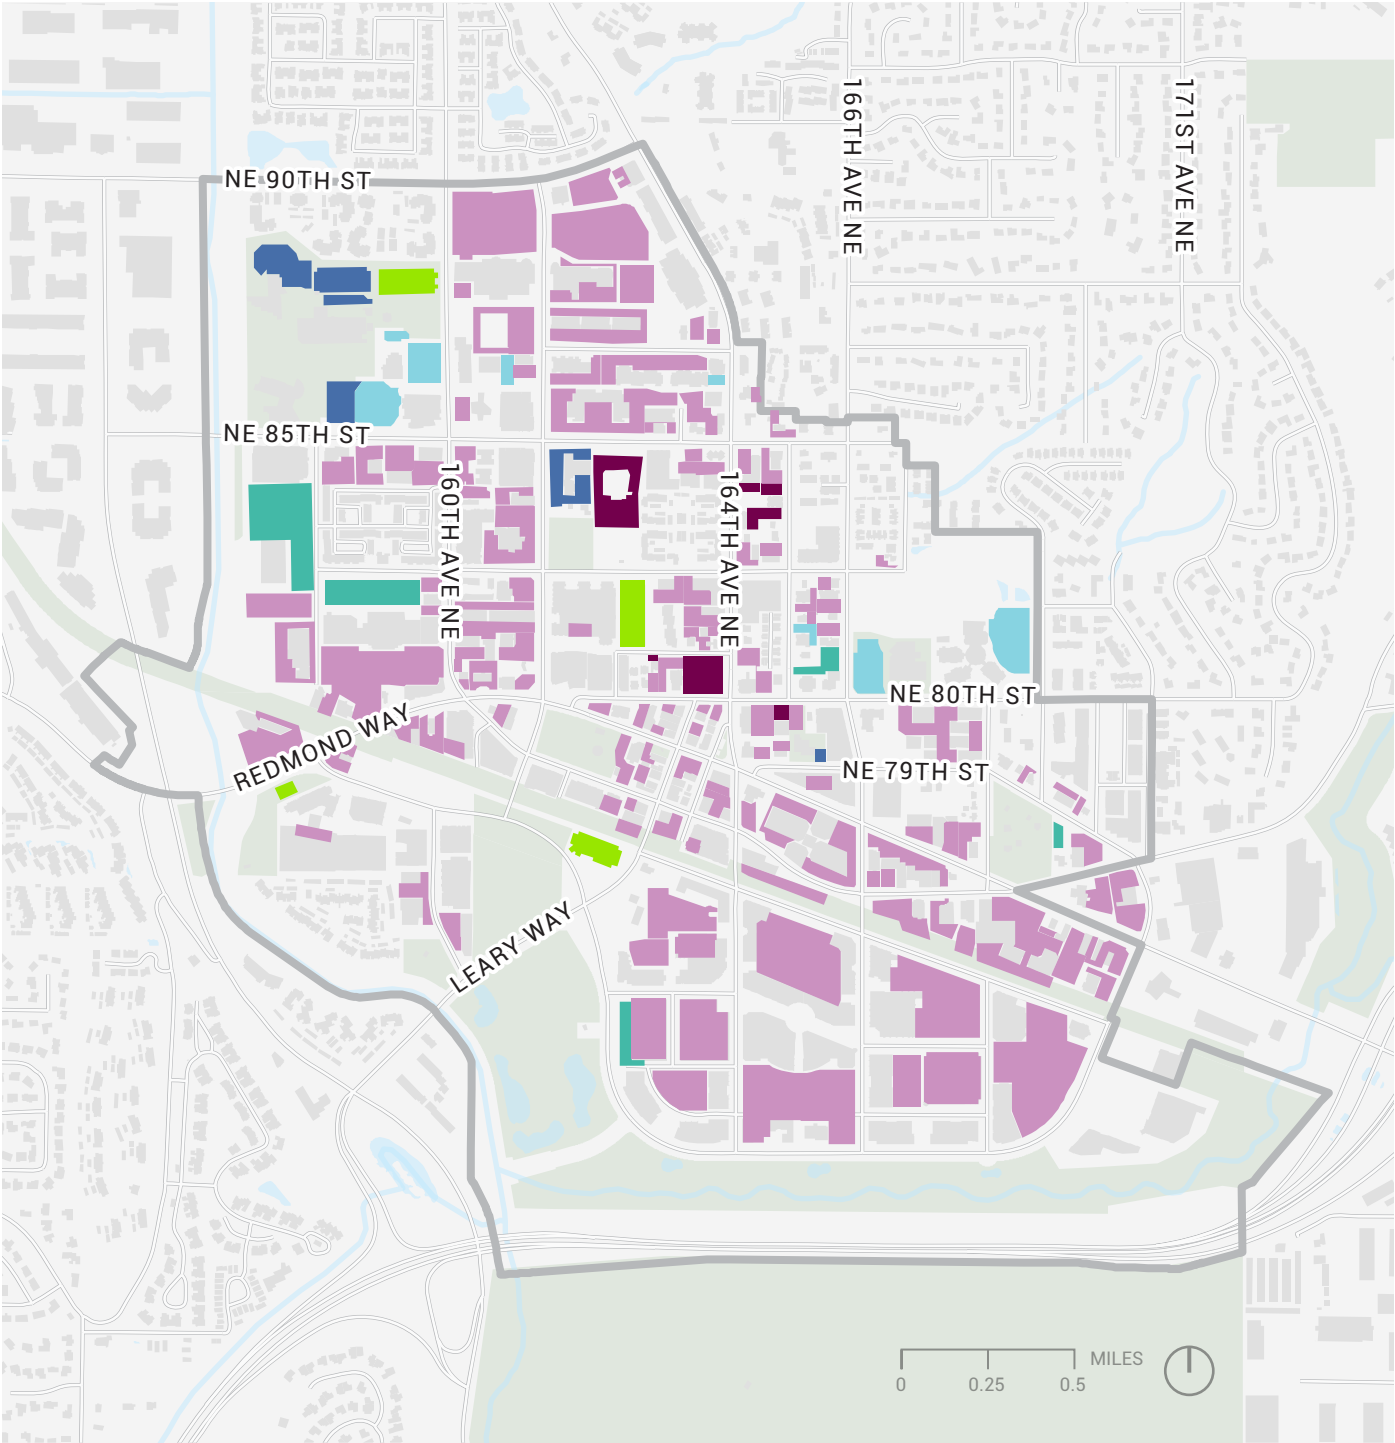 166TH AVE NE
171ST AVE NE
NE 90TH ST
NE 85TH ST
160TH AVE NE
164TH AVE NE
NE 80TH ST
REDMOND WAY
NE 79TH ST
LEARY WAY
MILES
0 0.25 0.5